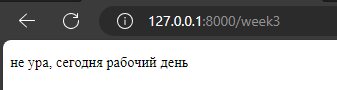 127.0.0.1:8000/week3
не ура, сегодня рабочий день